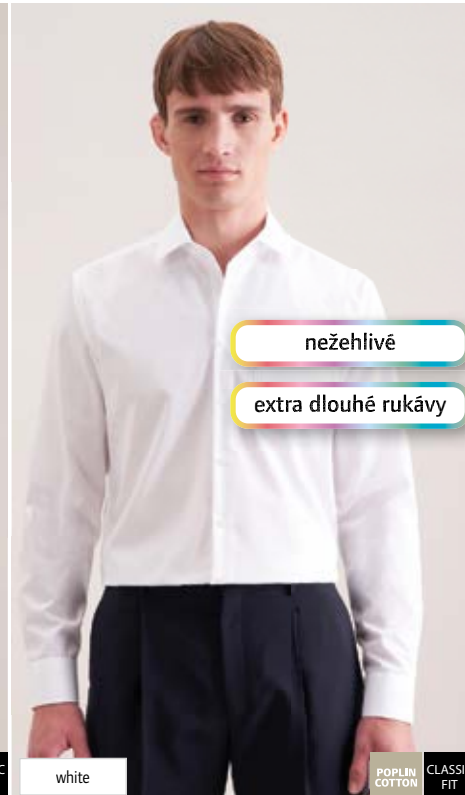 nežehlivé
extra dlouhé rukávy
C
white
POPLIN
COTTON
CLASSI
FIT